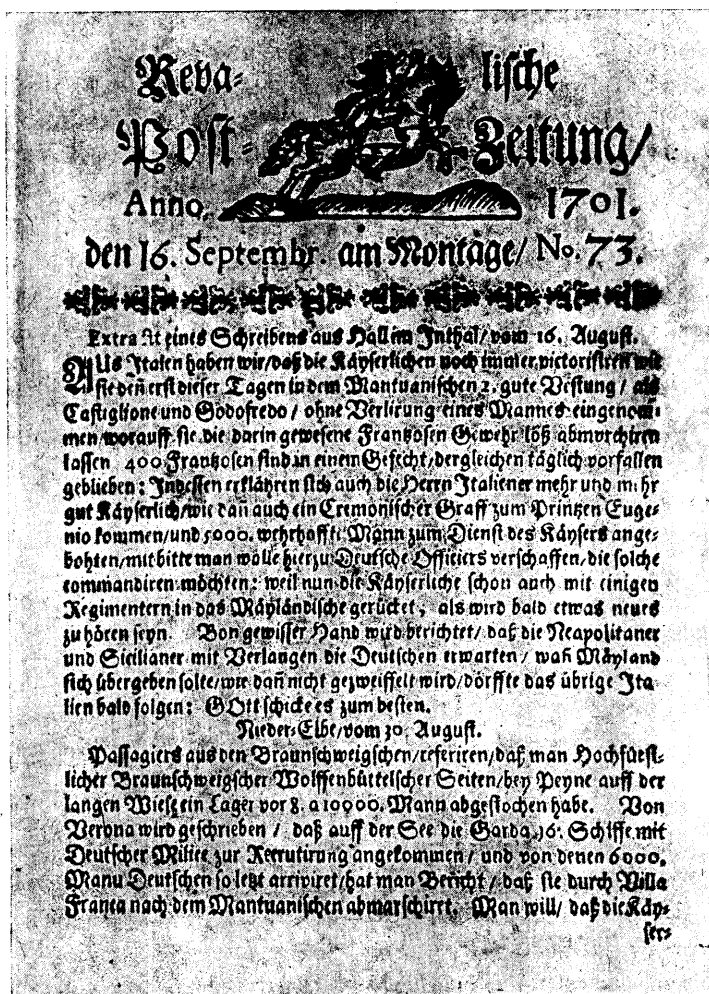 Reva- lische
Post- Zeitung/
Anno. 1701.
den 16. Septembr. am Montage/ No. 73.
Extract eines Schreibens aus Hall im Inthal/ vom 16. August.
AUs Italen haben wir/ daß die Käyserlichen noch immer victorisiren wie
sie deñ erst dieser Tagen in dem Mantuanischen 2. gute Vestung/ als
Castiglione und Godofredo/ ohne Verlirung eines Mannes eingenom-
men/ worauff sie die darin gewesene Frantzosen Gewehr löß abmarchiren
lassen 400 Frantzosen sind in einem Gefecht/ dergleichen täglich vorfallen
geblieben: Indessen erklähren sich auch die Herren Italiener mehr und mehr
gut Käyserlich/ wie dañ auch ein Cremonischer Graff zum Printzen Euge-
nio kommen/ und 5000. wehrhaffte Mann zum Dienst des Käysers ange-
bohten/ mit bitte man wolle hierzu Deutsche Officiers verschaffen/ die solche
commandiren möchten: weil nun die Käyserliche schon auch mit einigen
Regimentern in das Mäyländische gerücket, als wird bald etwas neues
zu hören seyn. Von gewisser Hand wird berichtet/ daß die Neapolitaner
und Sicilianer mit Verlangen die Deutschen erwarten/ wañ Mäyland
sich übergeben solte/ wie dañ nicht gezweiffelt wird/ dörffte das übrige Ita
lien bald folgen: GOtt schicke es zum besten.
Nieder-Elbe/ vom 30. August.
Passagiers aus den Braunschweigschen/ referiren/ daß man Hochfürst-
licher Braunschweigscher Wolffenbüttelscher Seiten/ bey Peyne auff der
langen Wiese ein Lager vor 8. a 10000. Mann abgestochen habe. Von
Verona wird geschrieben/ daß auff der See die Garda 16. Schiffe mit
Deutscher Militee zur Recrutirung angekommen/ und von denen 6000.
Manu Deutschen so letzt arriviret/ hat man Bericht/ daß sie durch Villa
Franca nach dem Mantuanischen abmarschirt. Man will/ daß die Käy-
ser-